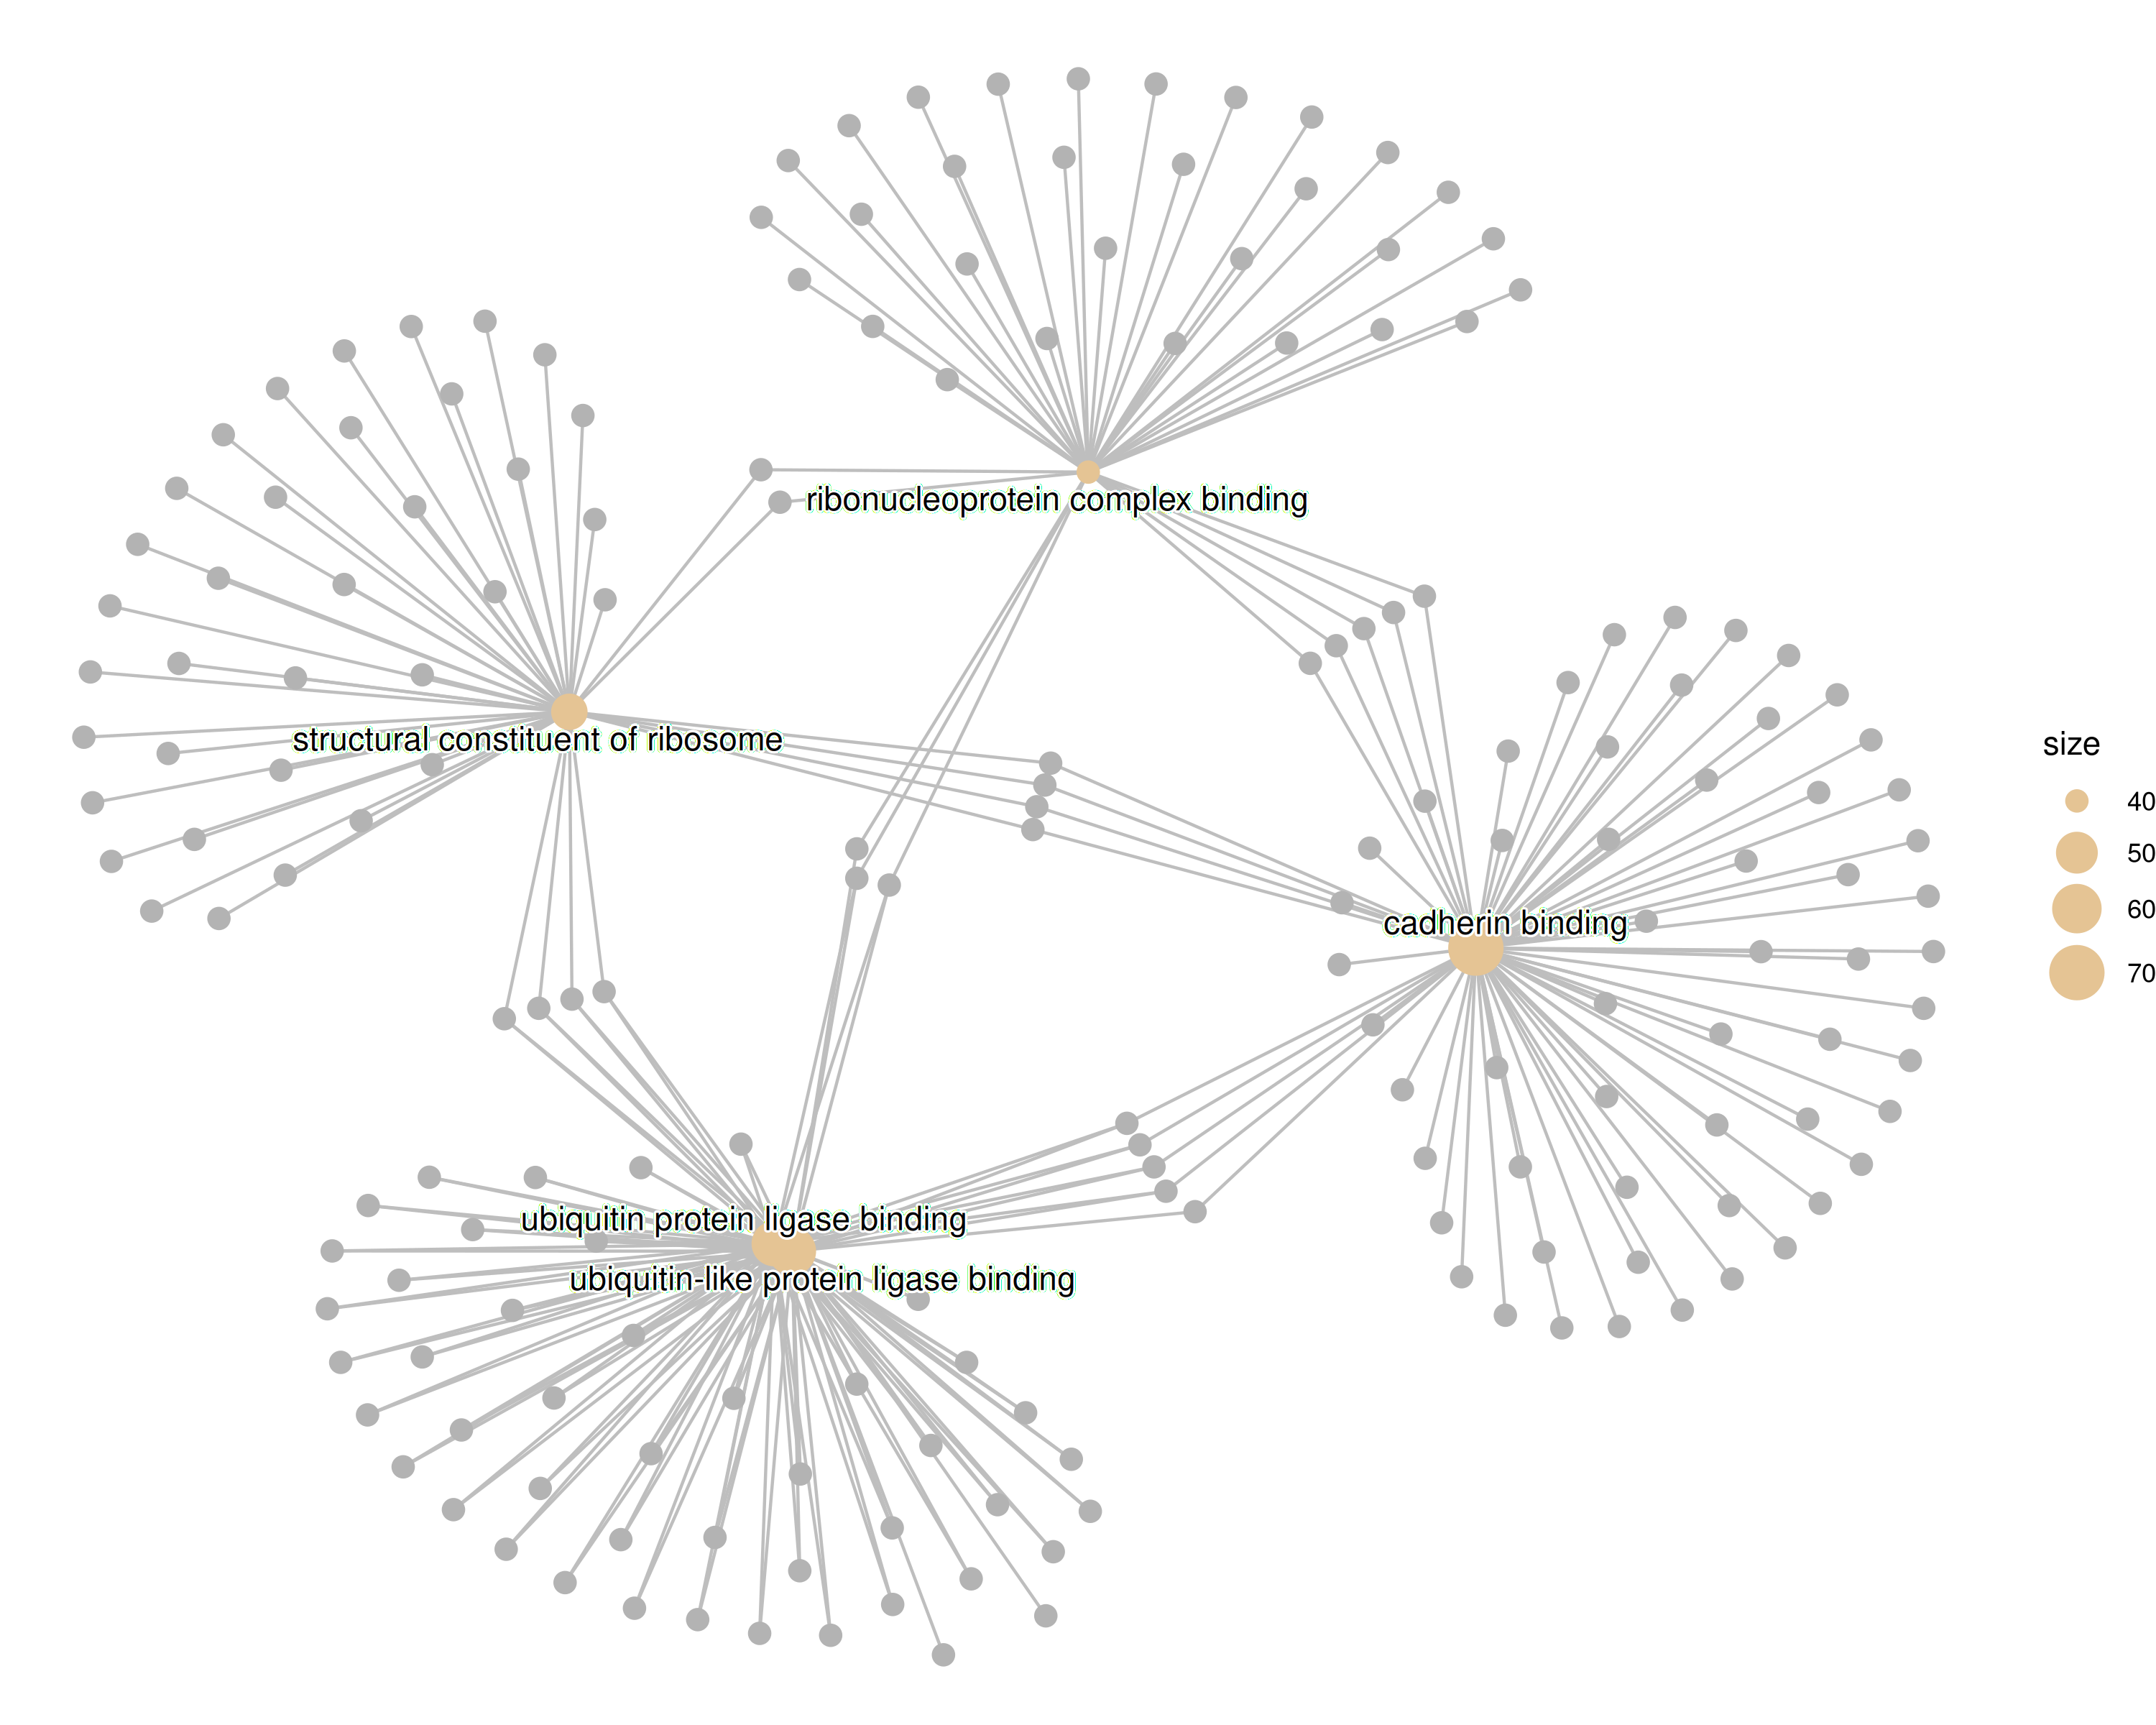 ribonucleoprotein complex binding
structural constituent of ribosome
cadherin binding
ubiquitin protein ligase binding
ubiquitin-like protein ligase binding
size
40
50
60
70